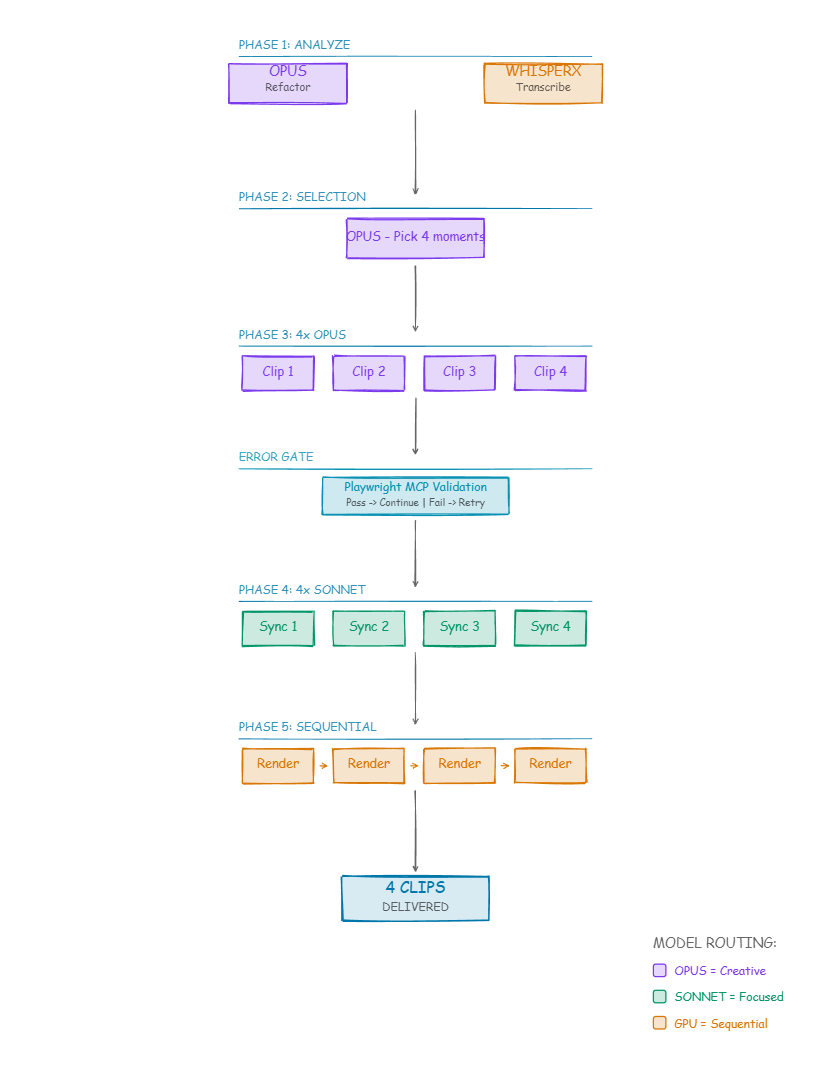 PHASE 1: ANALYZE
OPUS
Refactor
WHISPERX
Transcribe
PHASE 2: SELECTION
OPUS - Pick 4 moments
PHASE 3: 4x OPUS
Clip 1
Clip 2
Clip 3
Clip 4
ERROR GATE
Playwright MCP Validation
Pass -> Continue | Fail -> Retry
PHASE 4: 4x SONNET
Sync 1
Sync 2
Sync 3
Sync 4
PHASE 5: SEQUENTIAL
Render
Render
Render
Render
4 CLIPS
DELIVERED
MODEL ROUTING:
OPUS = Creative
SONNET = Focused
GPU = Sequential